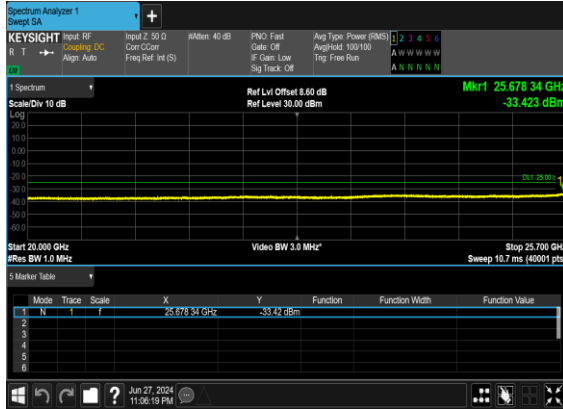 Spectrum Analyzer 1
Swept SA
KEYSIGHT
R T
Input: RF
Coupling: DC
Align: Auto
Input Z: 50 Ω
Corr CCorr
Freq Ref: Int (S)
#Atten: 40 dB
PNO: Fast
Gate: Off
IF Gain: Low
Sig Track: Off
Avg Type: Power (RMS)
Avg|Hold: 100/100
Trig: Free Run
1 2 3 4 5 6
A W W W W W
A N N N N N
1 Spectrum
Scale/Div 10 dB
Ref Lvl Offset 8.60 dB
Ref Level 30.00 dBm
Mkr1 25.678 34 GHz
-33.423 dBm
Log
20.0
10.0
0.00
-10.0
-20.0
-30.0
-40.0
-50.0
-60.0
1
Start 20.000 GHz
#Res BW 1.0 MHz
Video BW 3.0 MHz*
Stop 25.700 GHz
Sweep 10.7 ms (40001 pts)
5 Marker Table
Mode Trace Scale X Y Function Function Width Function Value
1 N 1 f 25.678 34 GHz -33.42 dBm
2
3
4
5
6
Jun 27, 2024
11:06:19 PM